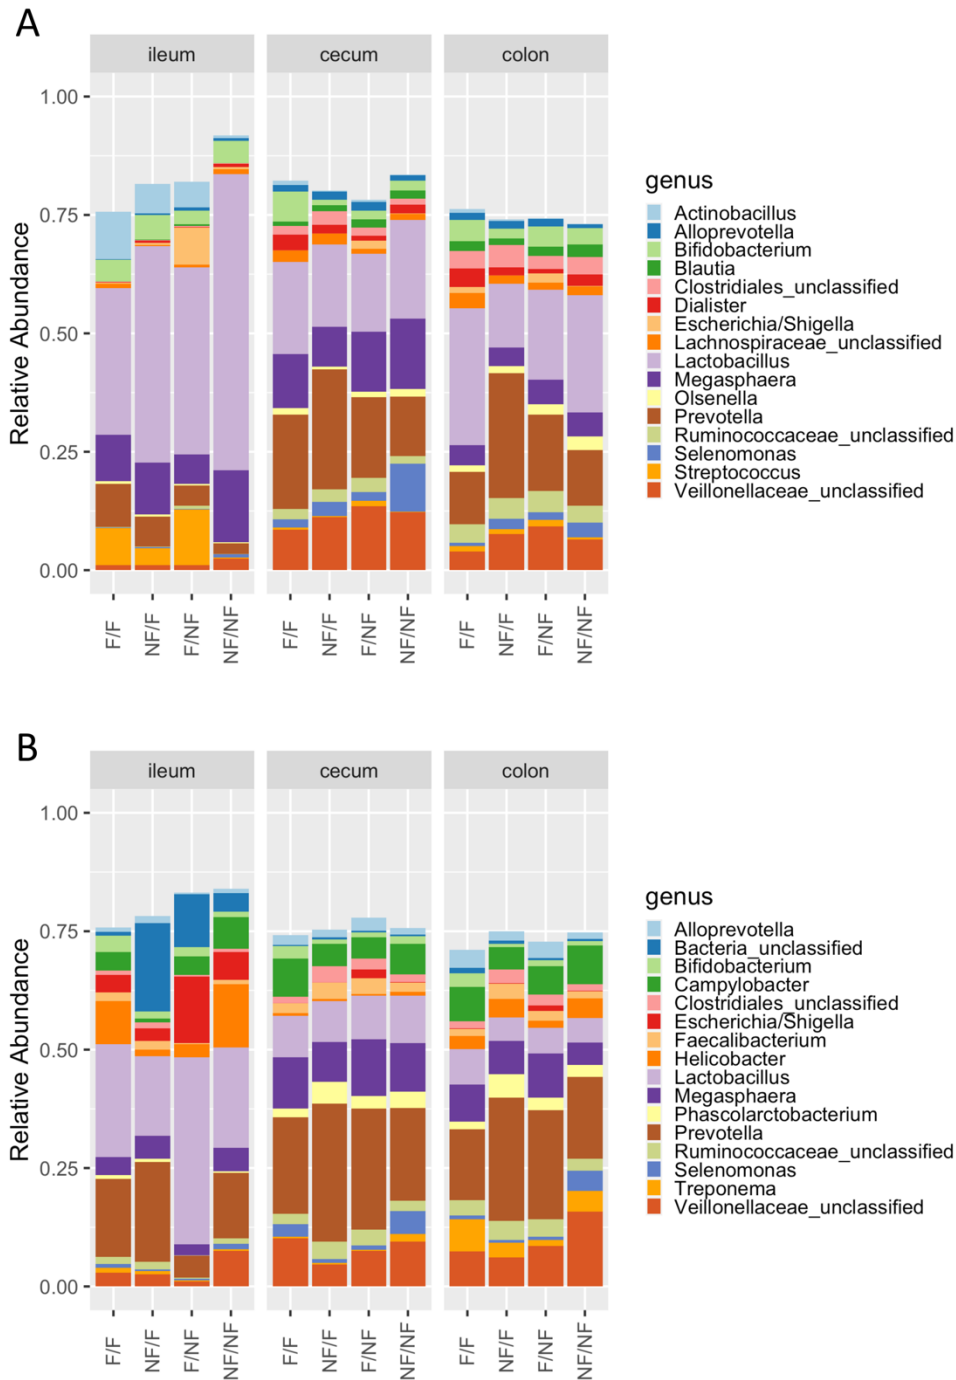 A
ileum cecum colon
Relative Abundance
1.00
0.75
0.50
0.25
0.00
F/F NF/F F/NF NF/NF F/F NF/F F/NF NF/NF F/F NF/F F/NF NF/NF
genus
Actinobacillus
Alloprevotella
Bifidobacterium
Blautia
Clostridiales_unclassified
Dialister
Escherichia/Shigella
Lachnospiraceae_unclassified
Lactobacillus
Megasphaera
Olsenella
Prevotella
Ruminococcaceae_unclassified
Selenomonas
Streptococcus
Veillonellaceae_unclassified
B
ileum cecum colon
Relative Abundance
1.00
0.75
0.50
0.25
0.00
F/F NF/F F/NF NF/NF F/F NF/F F/NF NF/NF F/F NF/F F/NF NF/NF
genus
Alloprevotella
Bacteria_unclassified
Bifidobacterium
Campylobacter
Clostridiales_unclassified
Escherichia/Shigella
Faecalibacterium
Helicobacter
Lactobacillus
Megasphaera
Phascolarctobacterium
Prevotella
Ruminococcaceae_unclassified
Selenomonas
Treponema
Veillonellaceae_unclassified